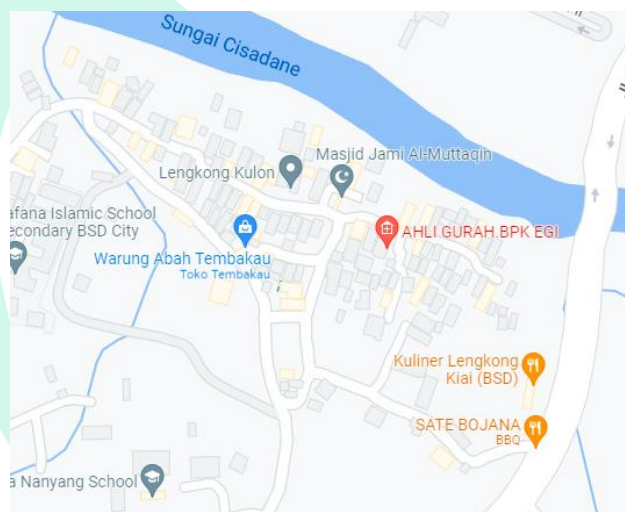 Sungai Cisadane
Masjid Jami Al-Muttaqin
Lengkong Kulon
afana Islamic School
econdary BSD City
AHLI GURAH.BPK EGI
Warung Abah Tembakau
Toko Tembakau
Kuliner Lengkong
Kiai (BSD)
SATE BOJANA
BBQ
a Nanyang School